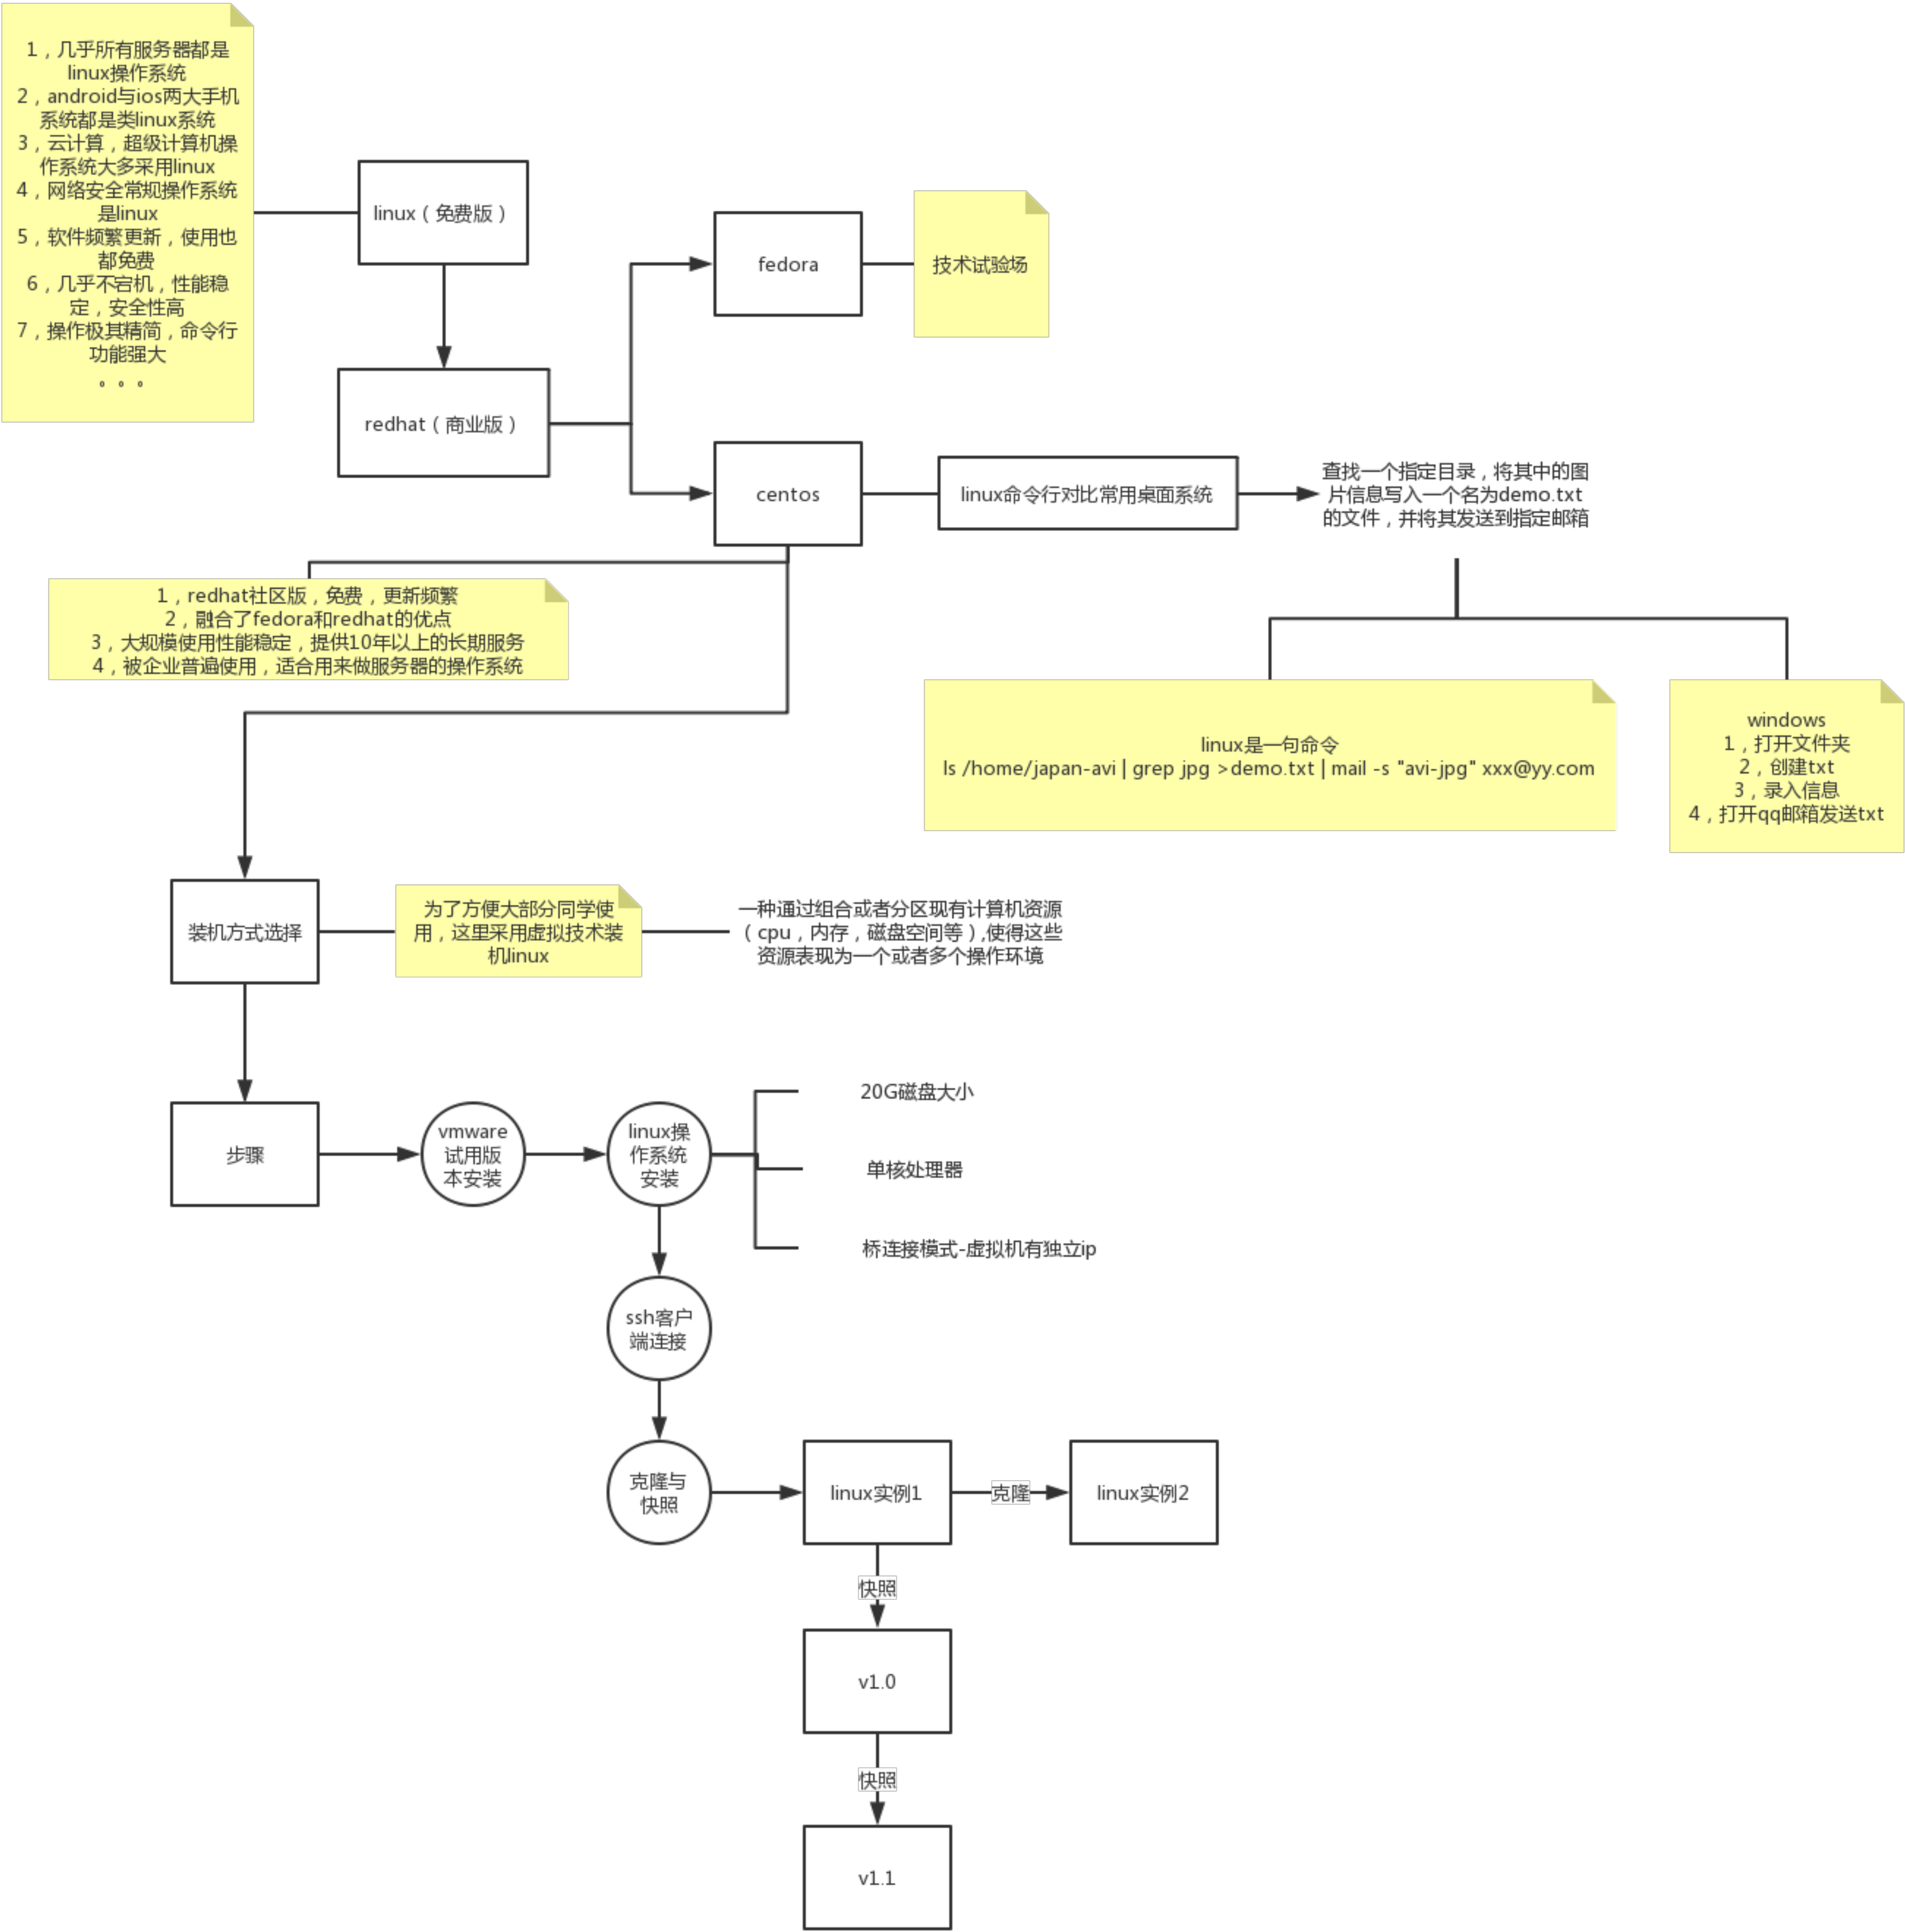 1，几乎所有服务器都是
linux操作系统
2，android与ios两大手机
系统都是类linux系统
3，云计算，超级计算机操
作系统大多采用linux
4，网络安全常规操作系统
是linux
5，软件频繁更新，使用也
都免费
6，几乎不宕机，性能稳
定，安全性高
7，操作极其精简，命令行
功能强大
。。。
linux（免费版）
redhat（商业版）
fedora
技术试验场
centos
linux命令行对比常用桌面系统
查找一个指定目录，将其中的图
片信息写入一个名为demo.txt
的文件，并将其发送到指定邮箱
1，redhat社区版，免费，更新频繁
2，融合了fedora和redhat的优点
3，大规模使用性能稳定，提供10年以上的长期服务
4，被企业普遍使用，适合用来做服务器的操作系统
linux是一句命令
ls /home/japan-avi | grep jpg >demo.txt | mail -s "avi-jpg" xxx@yy.com
windows
1，打开文件夹
2，创建txt
3，录入信息
4，打开qq邮箱发送txt
装机方式选择
为了方便大部分同学使
用，这里采用虚拟技术装
机linux
一种通过组合或者分区现有计算机资源
（cpu，内存，磁盘空间等）,使得这些
资源表现为一个或者多个操作环境
步骤
vmware
试用版
本安装
linux操
作系统
安装
20G磁盘大小
单核处理器
桥连接模式-虚拟机有独立ip
ssh客户
端连接
克隆与
快照
linux实例1
克隆
linux实例2
快照
v1.0
快照
v1.1